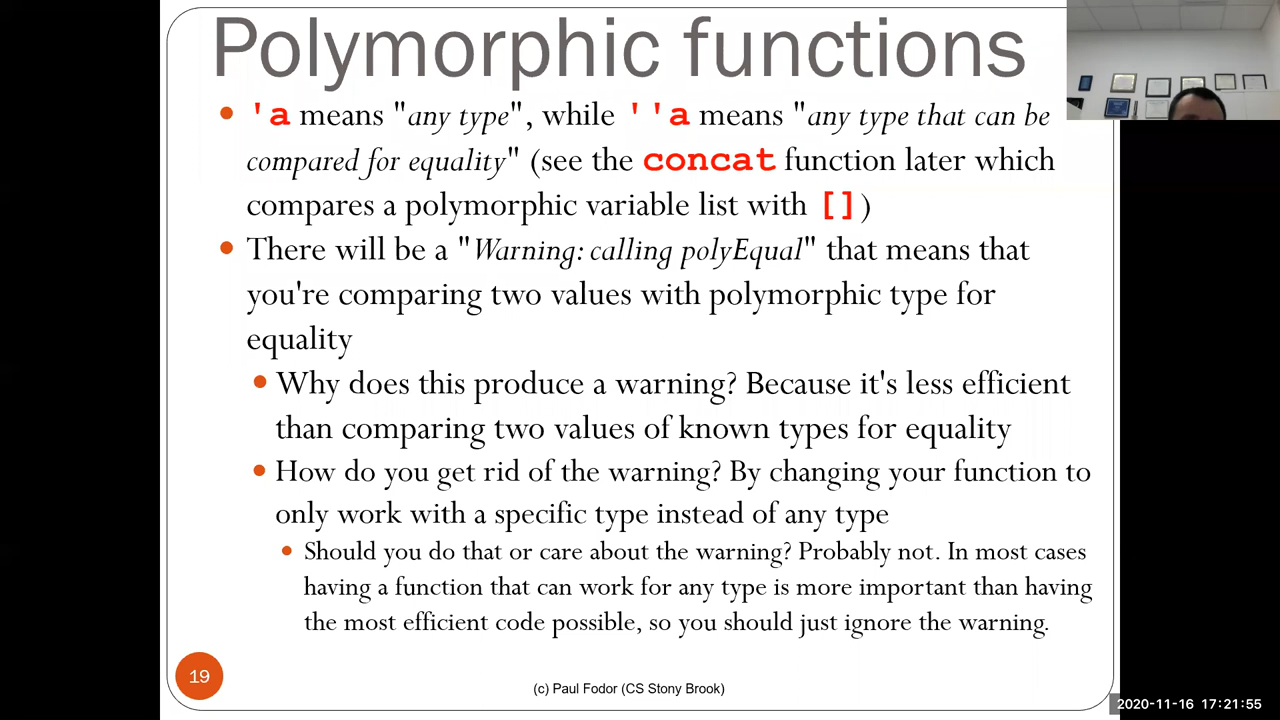 Polymorphic functions
'a means "any type", while ''a means "any type that can be
compared for equality" (see the concat function later which
compares a polymorphic variable list with [])
There will be a "Warning: calling polyEqual" that means that
you're comparing two values with polymorphic type for
equality
Why does this produce a warning? Because it's less efficient
than comparing two values of known types for equality
How do you get rid of the warning? By changing your function to
only work with a specific type instead of any type
Should you do that or care about the warning? Probably not. In most cases
having a function that can work for any type is more important than having
the most efficient code possible, so you should just ignore the warning.
19
(c) Paul Fodor (CS Stony Brook)
2020-11-16 17:21:55